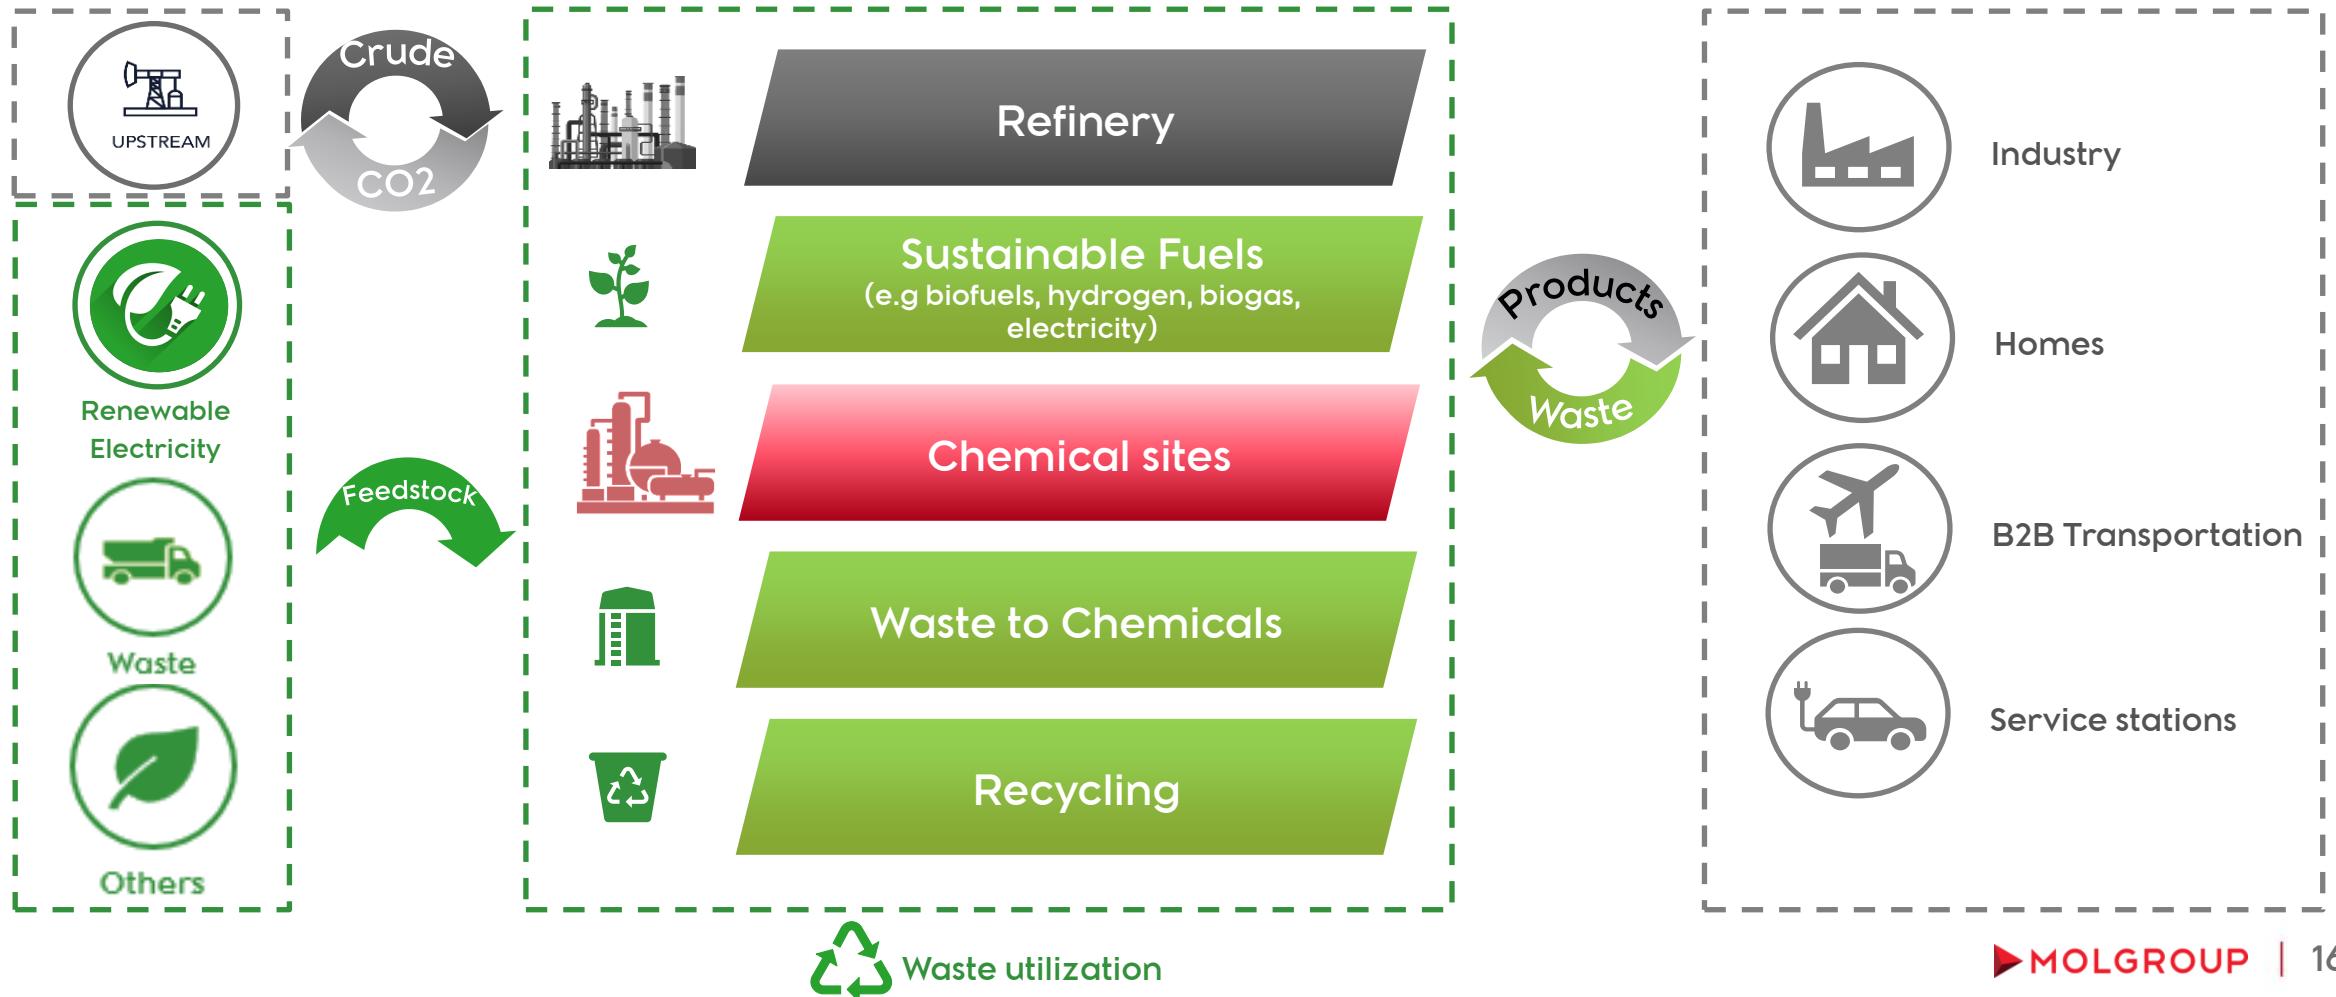 UPSTREAM
Renewable
Electricity
Waste
Others
Crude
CO2
Feedstock
Refinery
Sustainable Fuels
(e.g biofuels, hydrogen, biogas,
electricity)
Chemical sites
Waste to Chemicals
Recycling
Products
Waste
Industry
Homes
B2B Transportation
Service stations
Waste utilization
MOLGROUP | 16